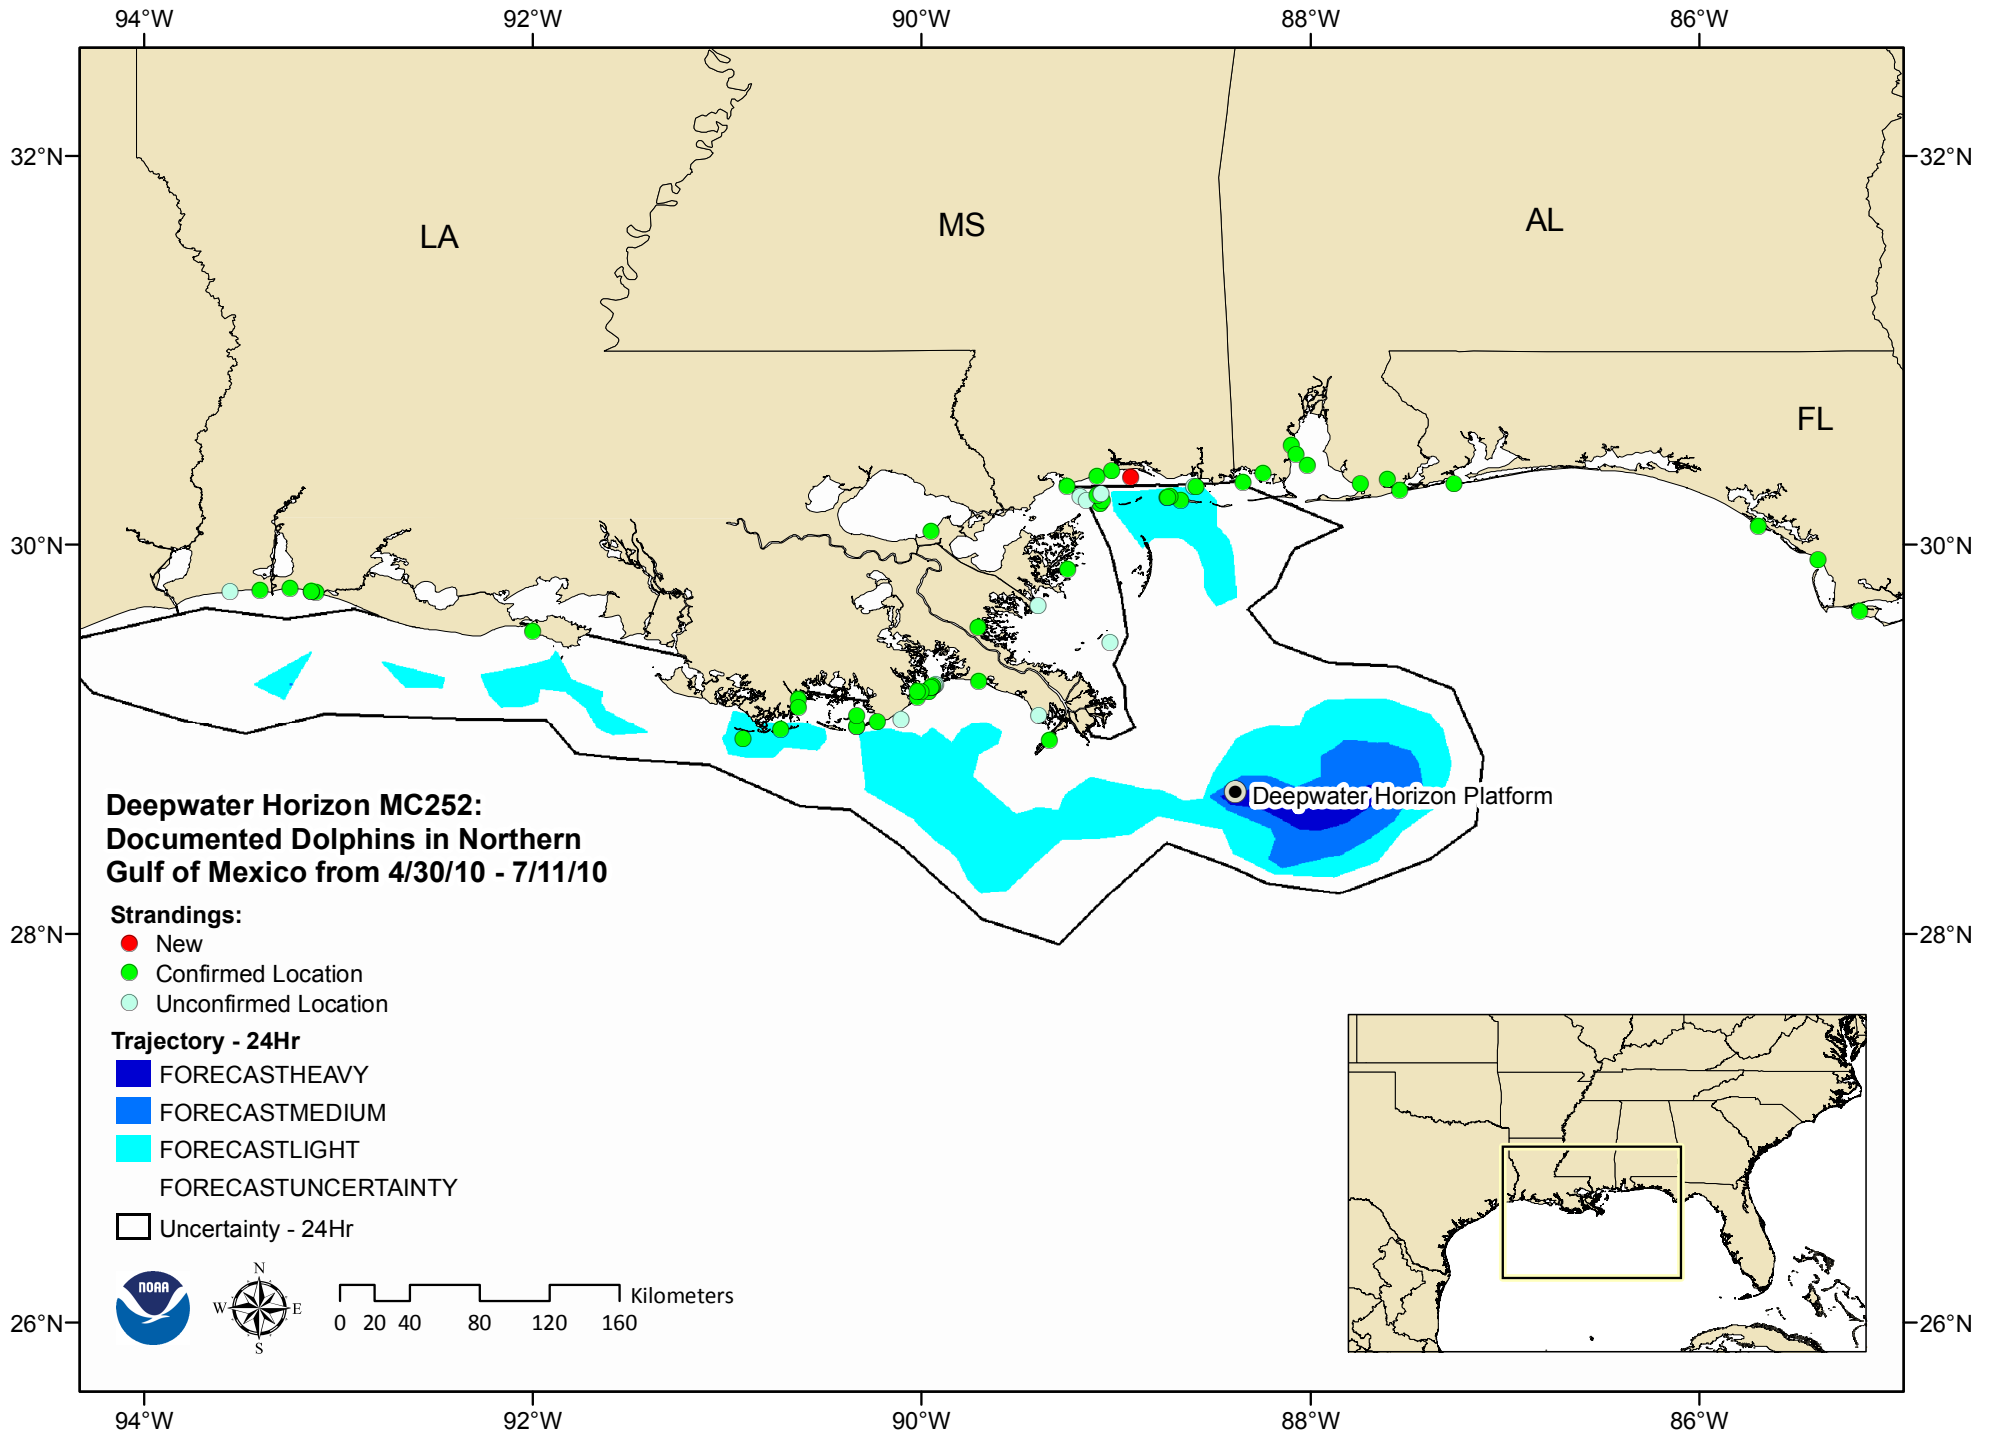 94°W 92°W 90°W 88°W 86°W
32°N 32°N
LA MS AL
FL
30°N 30°N
Deepwater Horizon Platform
Deepwater Horizon MC252:
Documented Dolphins in Northern
Gulf of Mexico from 4/30/10 - 7/11/10
Strandings:
New
Confirmed Location
Unconfirmed Location
28°N 28°N
Trajectory - 24Hr
FORECASTHEAVY
FORECASTMEDIUM
FORECASTLIGHT
FORECASTUNCERTAINTY
Uncertainty - 24Hr
NOAA
N
W E
S
Kilometers
0 20 40 80 120 160
26°N 26°N
94°W 92°W 90°W 88°W 86°W